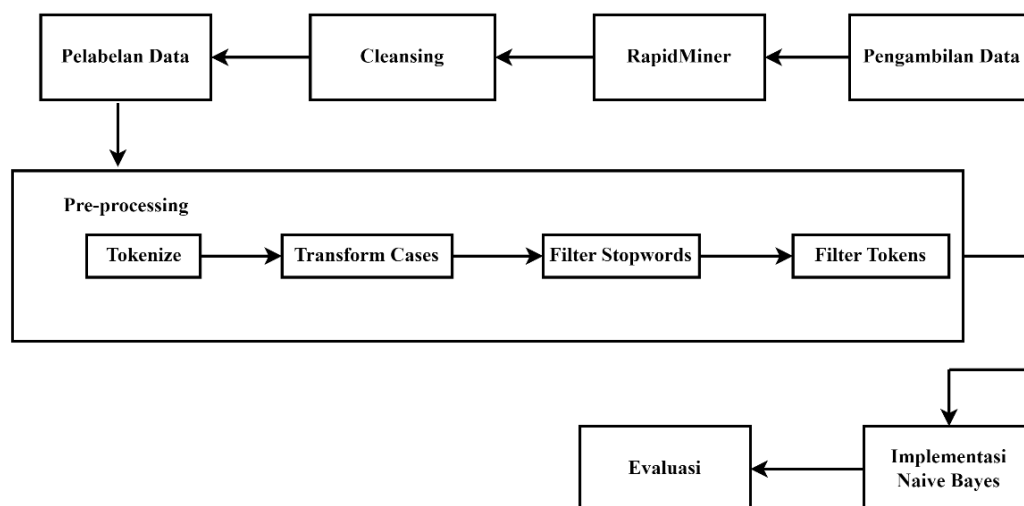 Pelabelan Data
Cleansing
RapidMiner
Pengambilan Data
Pre-processing
Tokenize
Transform Cases
Filter Stopwords
Filter Tokens
Evaluasi
Implementasi
Naive Bayes